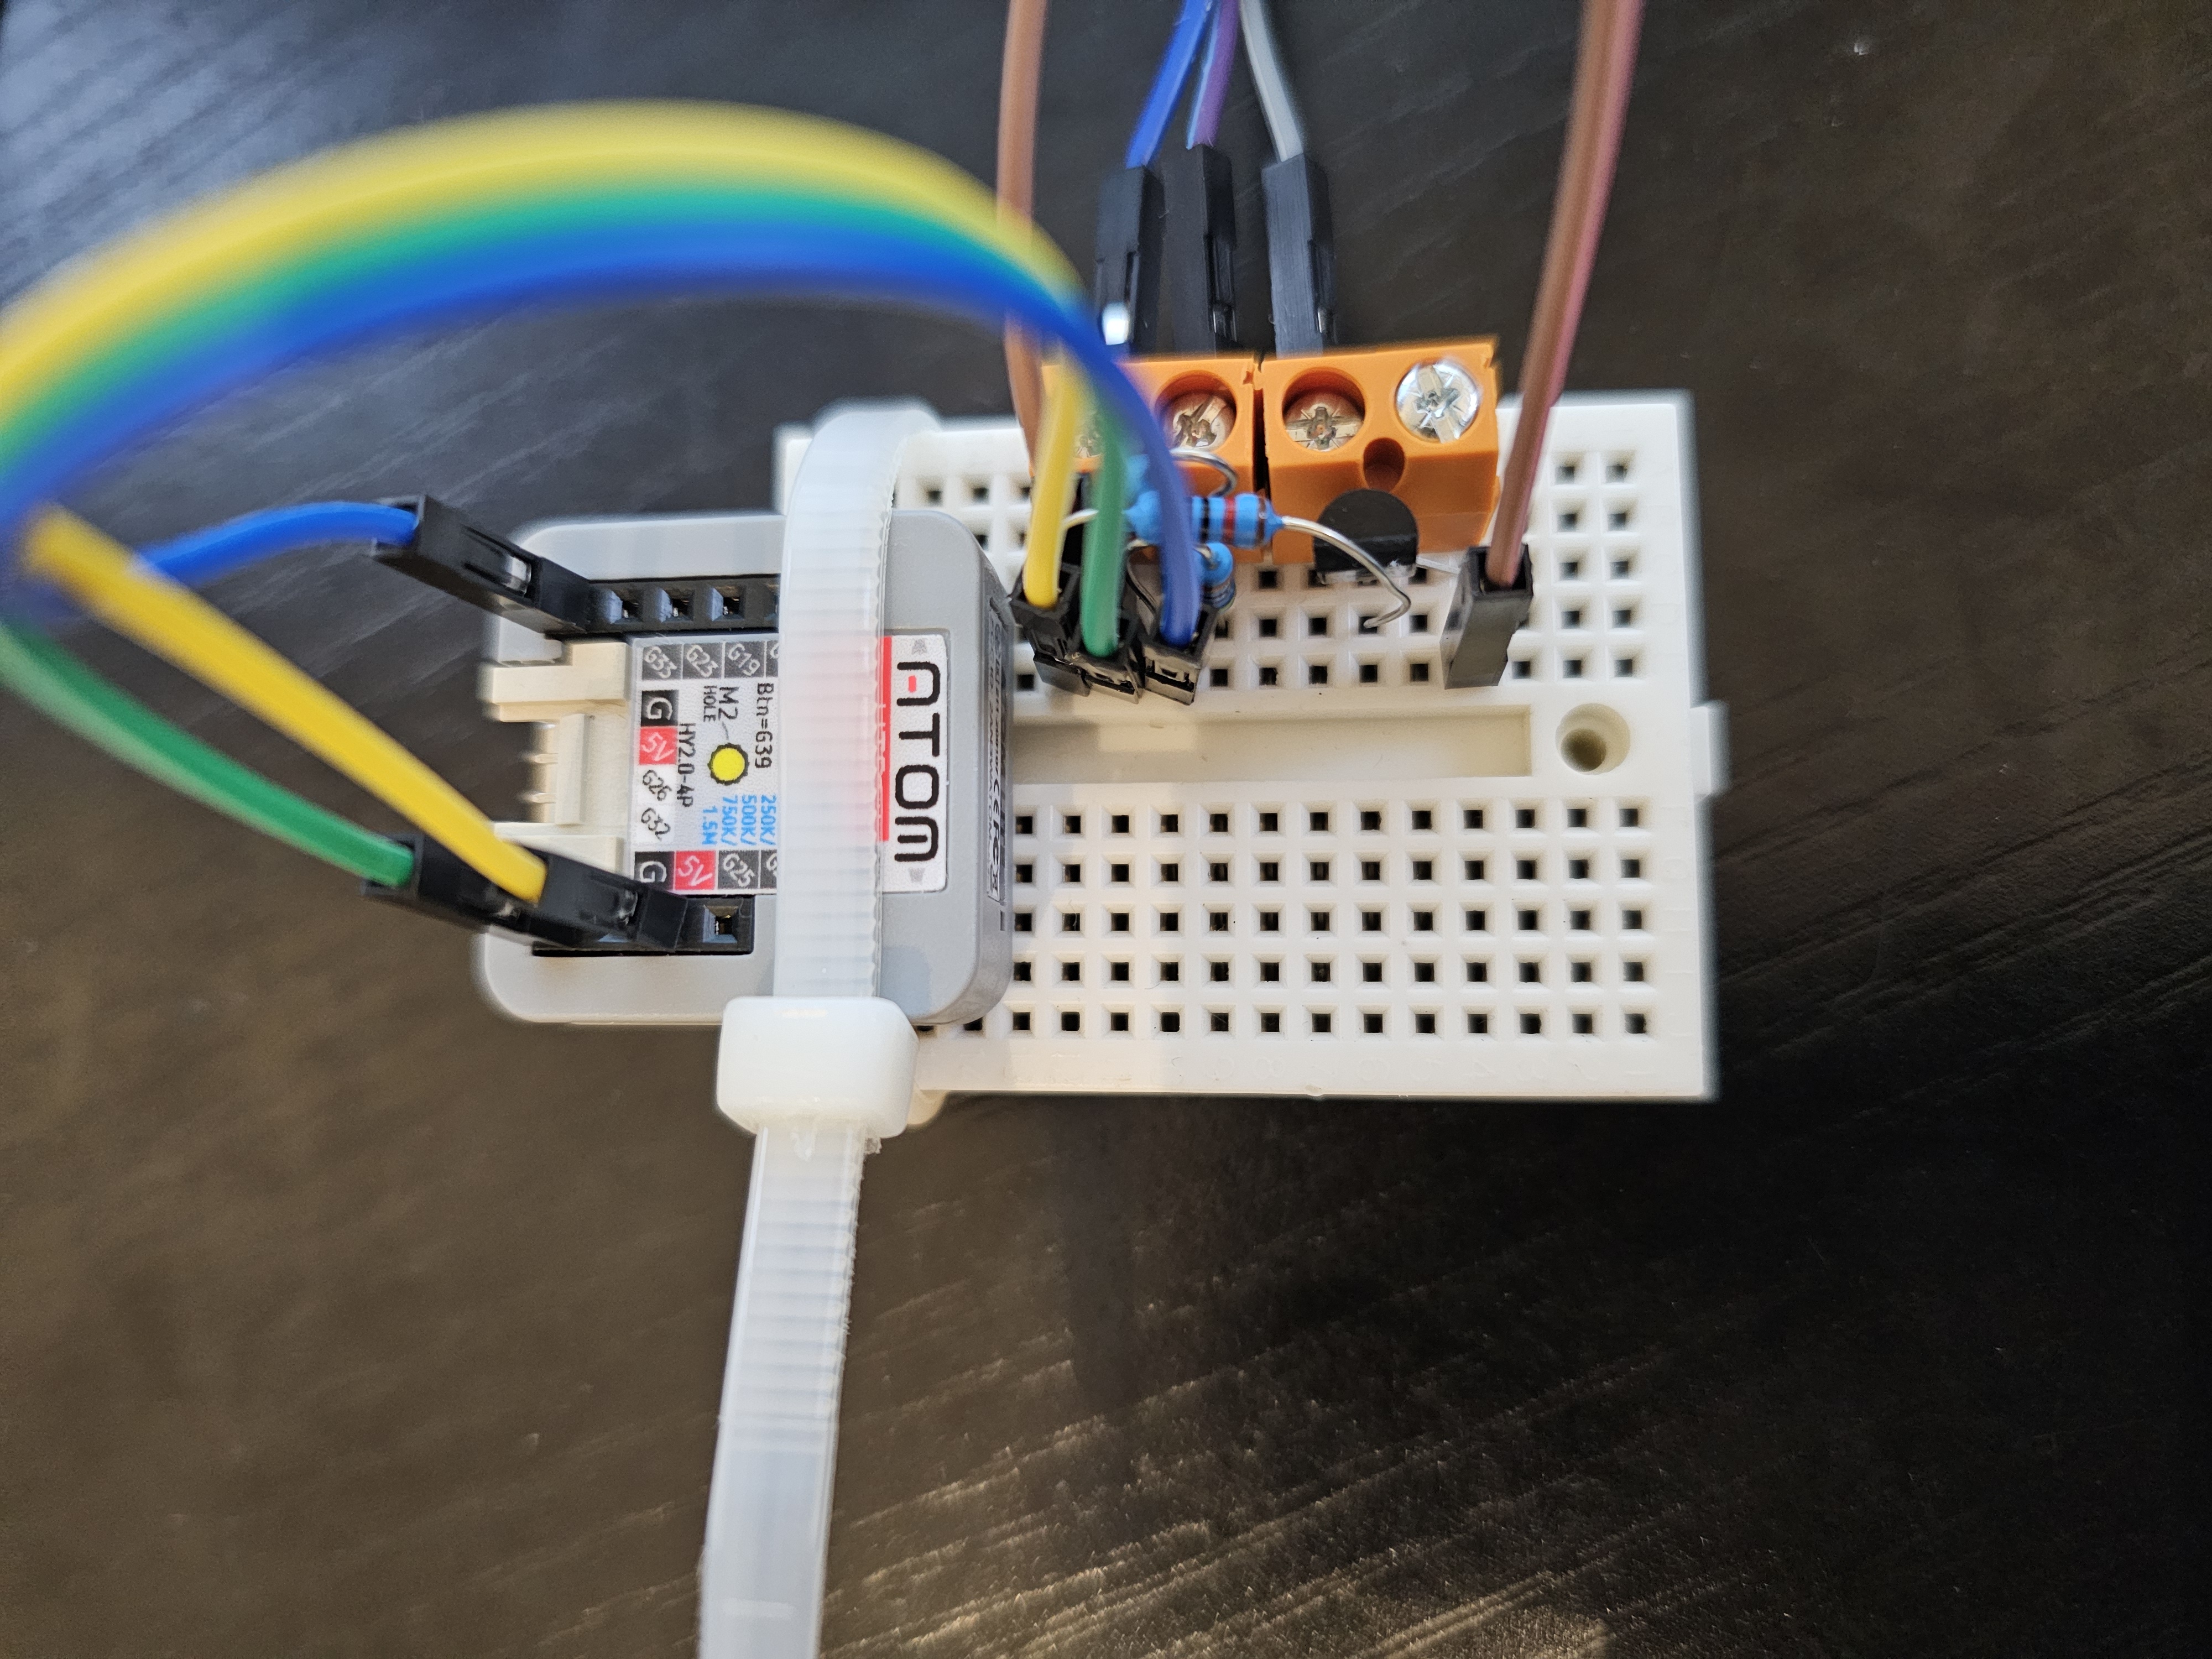 ATOM
Btn=G39
250K/
500K/
750K/
1.5M
M2
HOLE
HY2.0-4P
G19
G23
G33
G25
5V
G
G 5V G26 G32